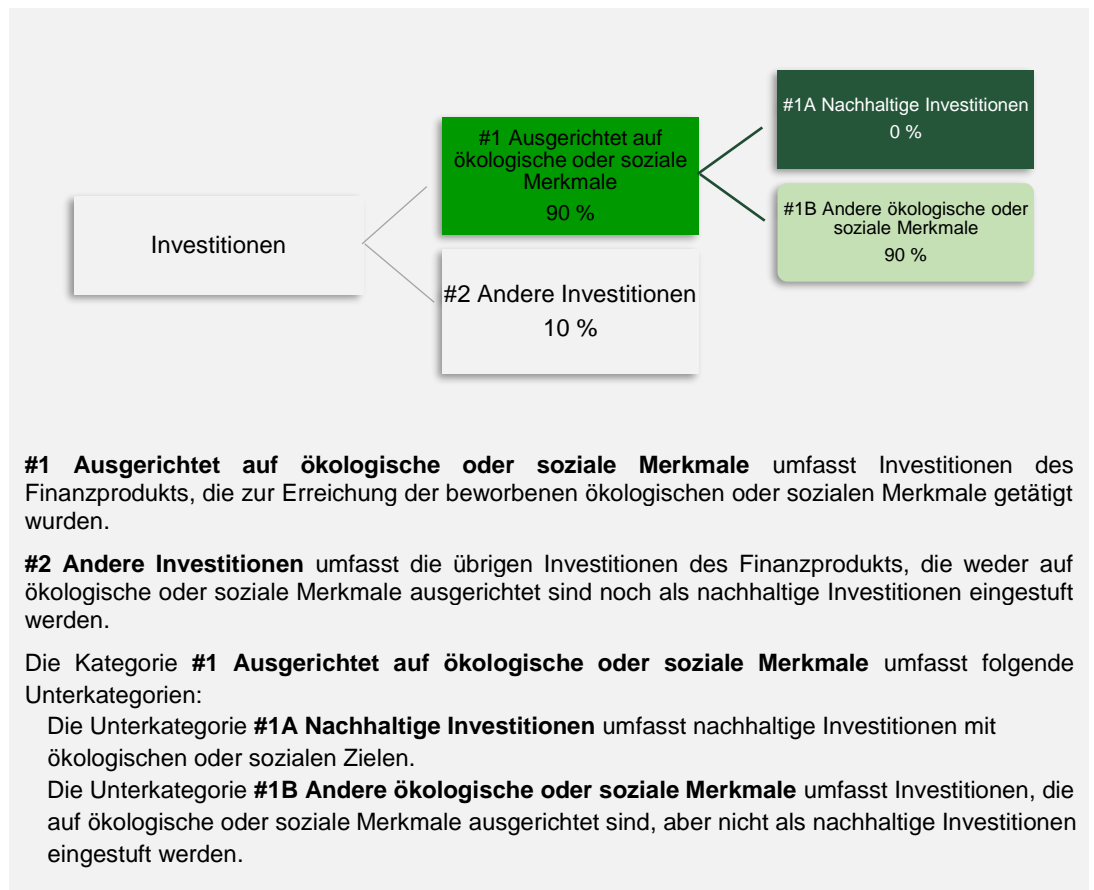 #1A Nachhaltige Investitionen
0 %
#1 Ausgerichtet auf
ökologische oder soziale
Merkmale
90 %
#1B Andere ökologische oder
soziale Merkmale
90 %
Investitionen
#2 Andere Investitionen
10 %
#1 Ausgerichtet auf ökologische oder soziale Merkmale umfasst Investitionen des
Finanzprodukts, die zur Erreichung der beworbenen ökologischen oder sozialen Merkmale getätigt
wurden.
#2 Andere Investitionen umfasst die übrigen Investitionen des Finanzprodukts, die weder auf
ökologische oder soziale Merkmale ausgerichtet sind noch als nachhaltige Investitionen eingestuft
werden.
Die Kategorie #1 Ausgerichtet auf ökologische oder soziale Merkmale umfasst folgende
Unterkategorien:
Die Unterkategorie #1A Nachhaltige Investitionen umfasst nachhaltige Investitionen mit
ökologischen oder sozialen Zielen.
Die Unterkategorie #1B Andere ökologische oder soziale Merkmale umfasst Investitionen, die
auf ökologische oder soziale Merkmale ausgerichtet sind, aber nicht als nachhaltige Investitionen
eingestuft werden.